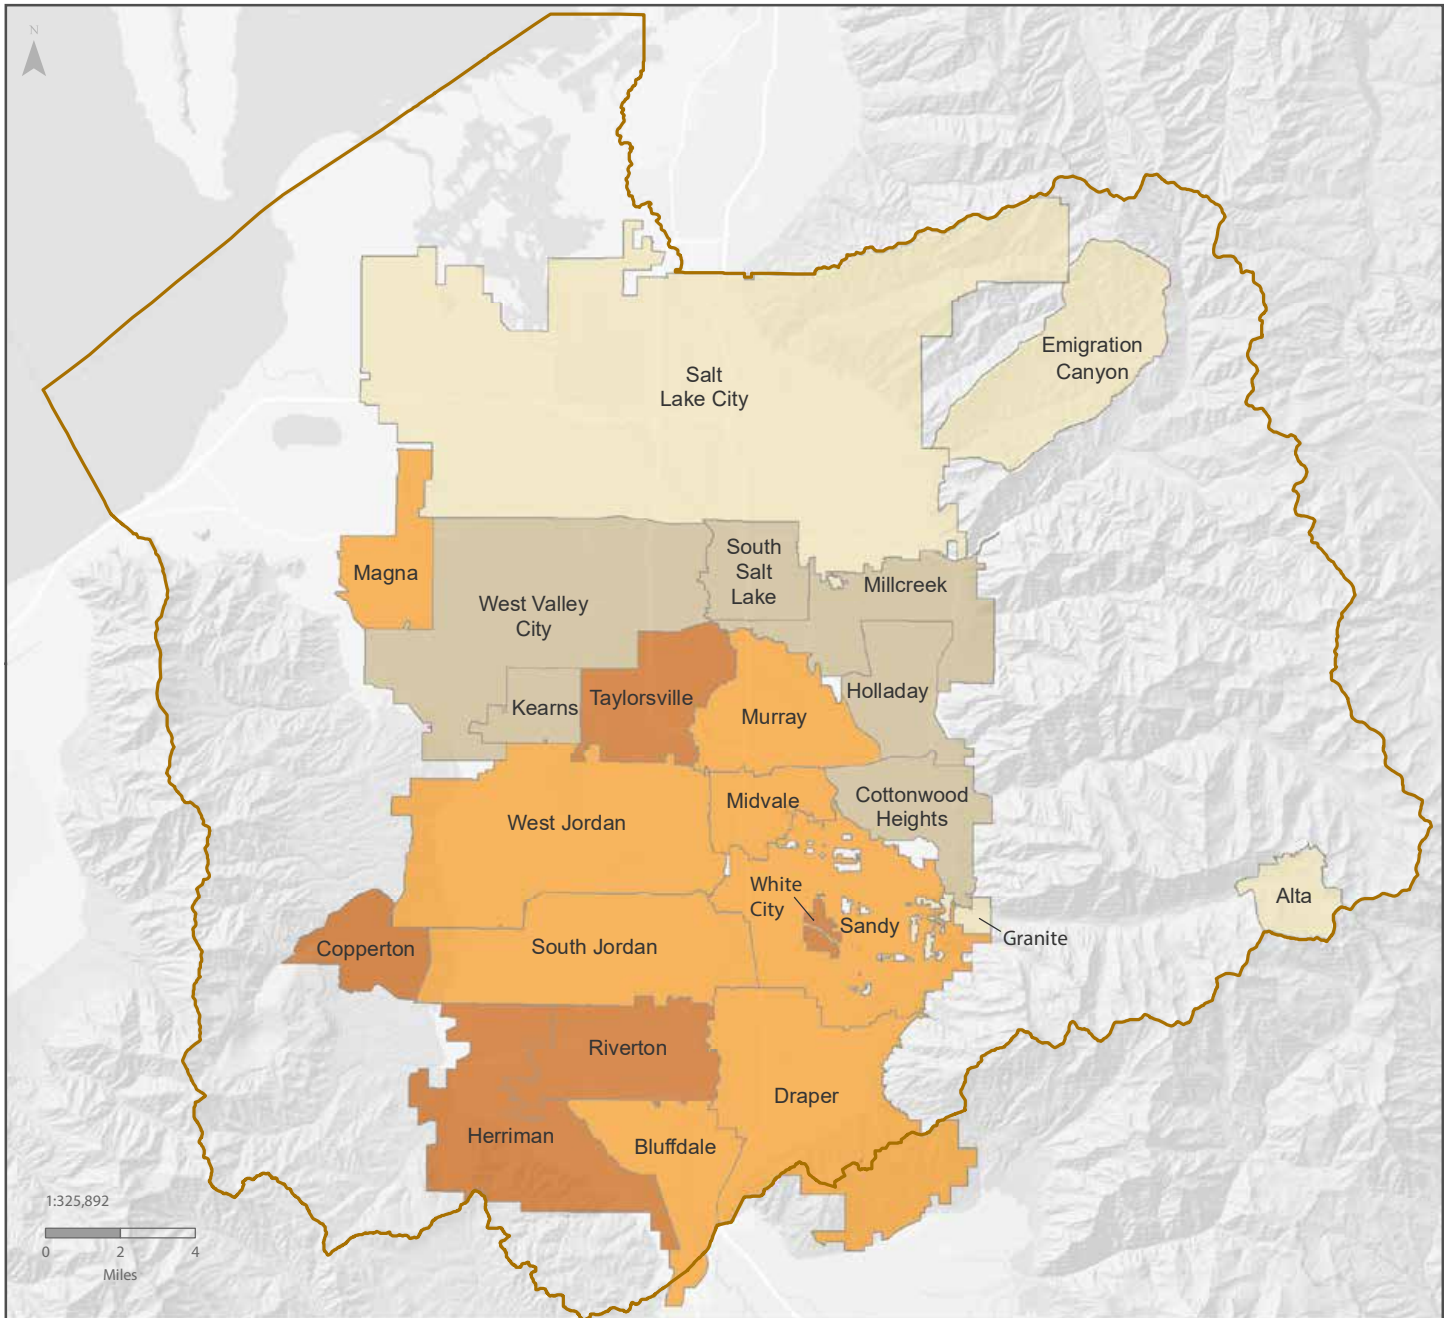 N
Emigration
Canyon
Salt
Lake City
South
Salt
Lake
Magna
Millcreek
West Valley
City
Holladay
Taylorsville
Kearns
Murray
Midvale
Cottonwood
Heights
West Jordan
White
City
Alta
Sandy
Granite
Copperton
South Jordan
Riverton
Draper
Herriman
Bluffdale
1:325,892
0 2 4
Miles